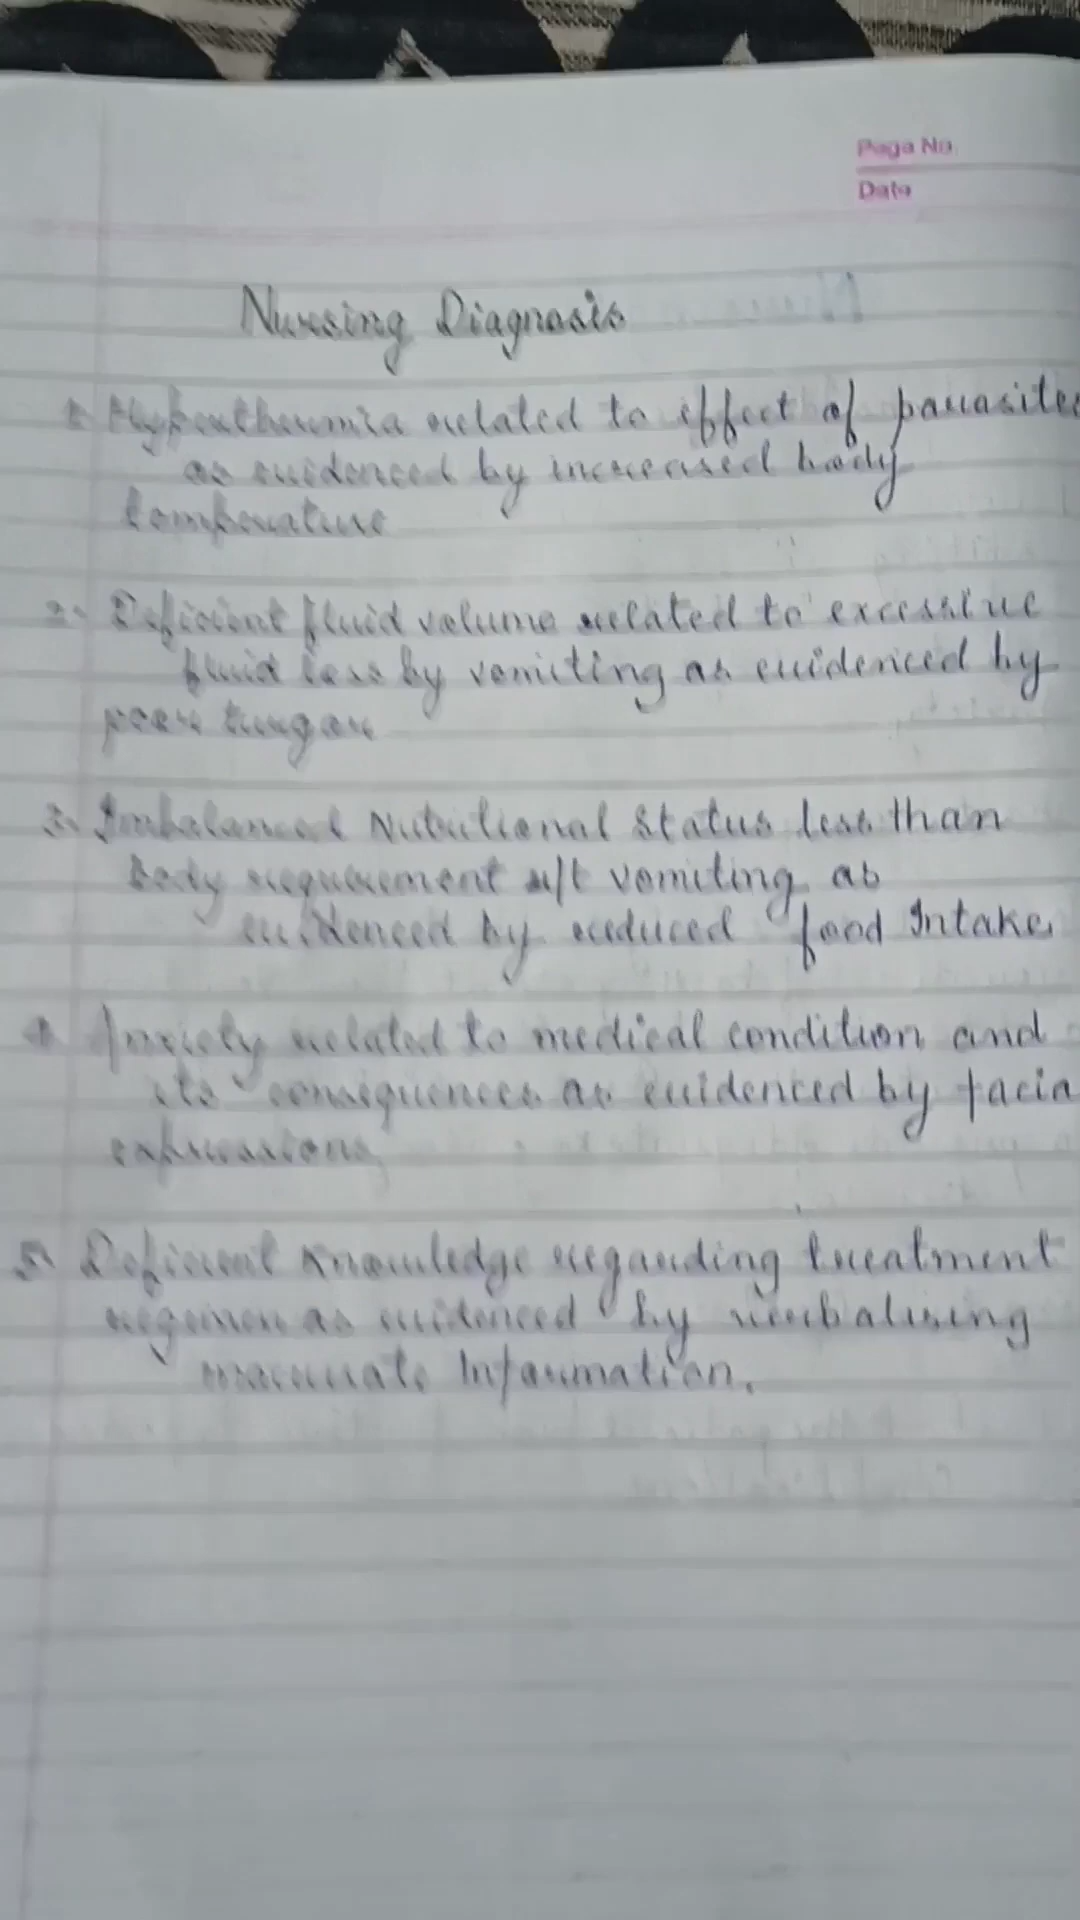 Page No.
Date
Nursing Diagnosis
1. Hyperthermia related to effect of parasites
as evidenced by increased body
temperature
2. Deficient fluid volume related to excessive
fluid loss by vomiting as evidenced by
poor turgor
3. Imbalanced Nutritional status less than
Body requirement r/t vomiting as
evidenced by reduced food Intake
4. Anxiety related to medical condition and
its consequences as evidenced by facia
expressions
5. Deficient Knowledge regarding treatment
regimen as evidenced by verbalising
inaccurate Information.